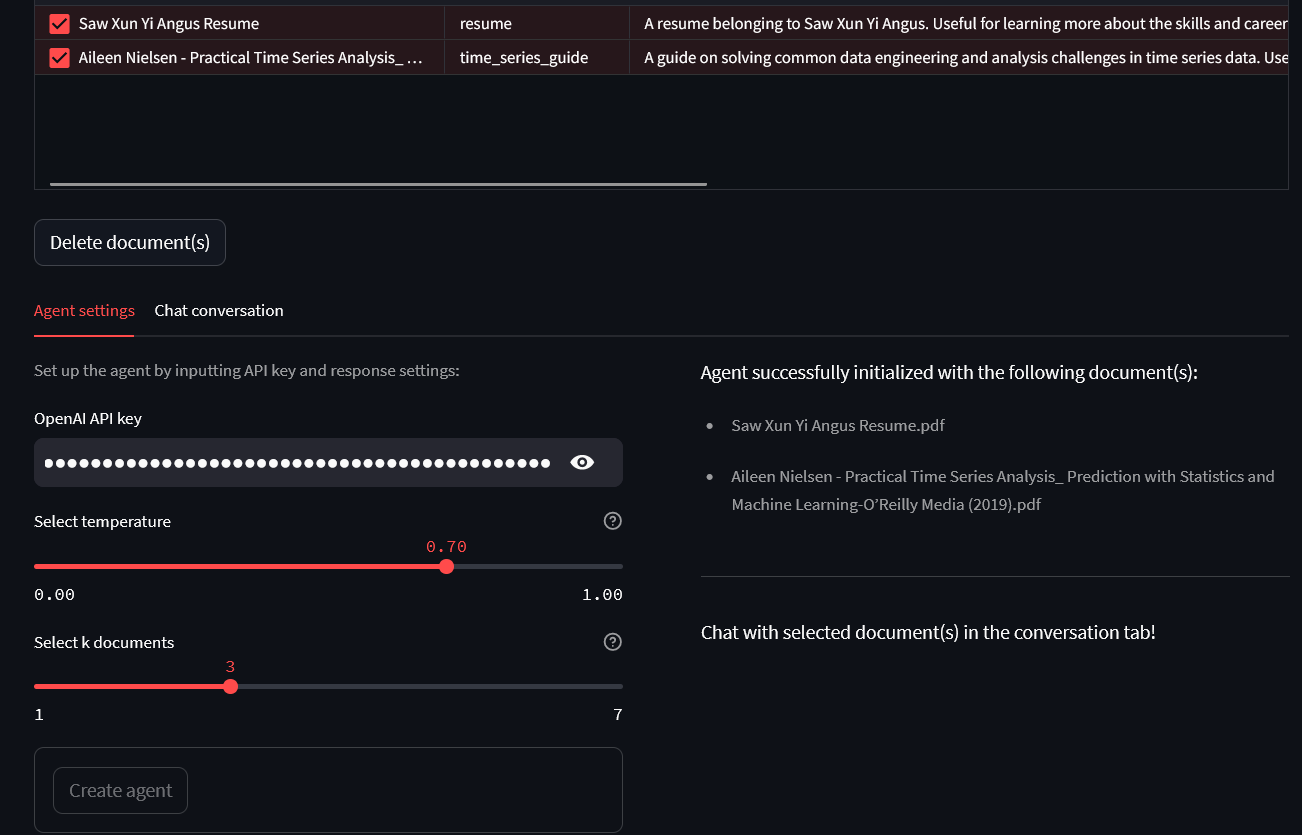 Saw Xun Yi Angus Resume resume A resume belonging to Saw Xun Yi Angus. Useful for learning more about the skills and career
Aileen Nielsen - Practical Time Series Analysis_ ... time_series_guide A guide on solving common data engineering and analysis challenges in time series data. Use
Delete document(s)
Agent settings Chat conversation
Set up the agent by inputting API key and response settings:
OpenAI API key
Select temperature
0.70
0.00 1.00
Select k documents
3
1 7
Create agent
Agent successfully initialized with the following document(s):
• Saw Xun Yi Angus Resume.pdf
• Aileen Nielsen - Practical Time Series Analysis_ Prediction with Statistics and
Machine Learning-O’Reilly Media (2019).pdf
Chat with selected document(s) in the conversation tab!